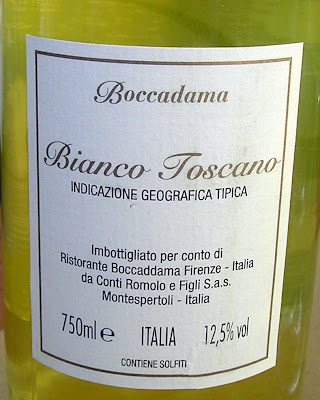 Boccadama
Bianco Toscano
INDICAZIONE GEOGRAFICA TIPICA
Imbottigliato per conto di
Ristorante Boccaddama Firenze - Italia
da Conti Romolo e Figli S.a.s.
Montespertoli - Italia
750ml e ITALIA 12,5% vol
CONTIENE SOLFITI